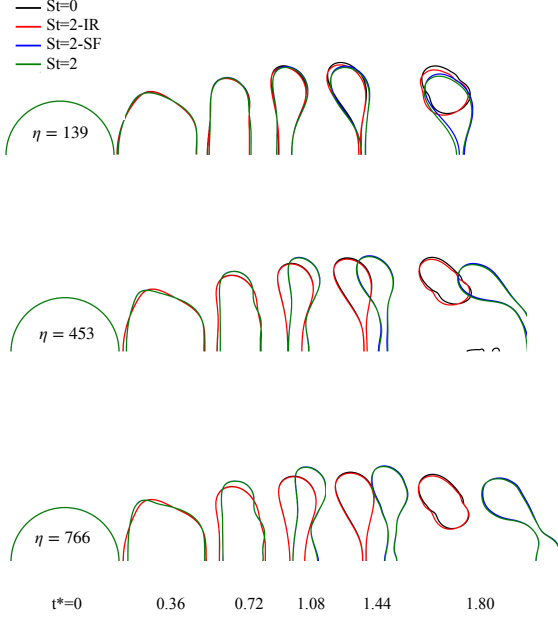 St=0
St=2-IR
St=2-SF
St=2
η = 139
η = 453
η = 766
t*=0 0.36 0.72 1.08 1.44 1.80